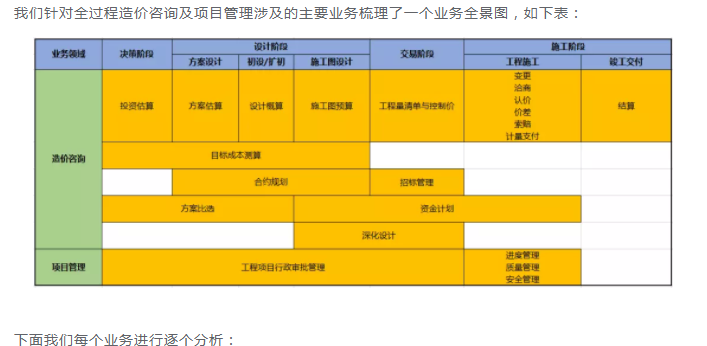 我们针对全过程造价咨询及项目管理涉及的主要业务梳理了一个业务全景图，如下表：
业务领域 决策阶段 设计阶段 交易阶段 施工阶段
方案设计 初设/扩初 施工图设计 工程施工 竣工交付
造价咨询
投资估算 方案估算 设计概算 施工图预算 工程量清单与控制价
变更
洽商
认价
价差
索赔
计量支付
结算
目标成本测算
合约规划 招标管理
方案比选 资金计划
深化设计
项目管理 工程项目行政审批管理
进度管理
质量管理
安全管理
下面我们每个业务进行逐个分析：